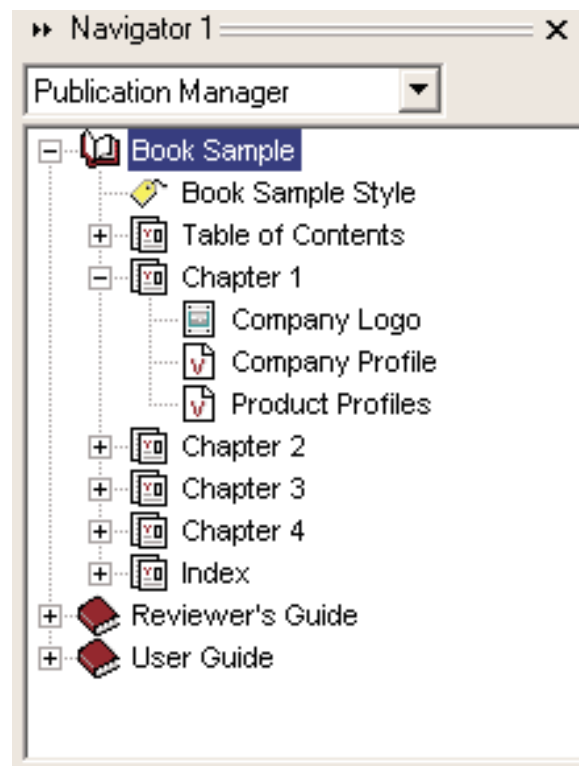 Navigator 1
Publication Manager
Book Sample
Book Sample Style
Table of Contents
Chapter 1
Company Logo
Company Profile
Product Profiles
Chapter 2
Chapter 3
Chapter 4
Index
Reviewer's Guide
User Guide